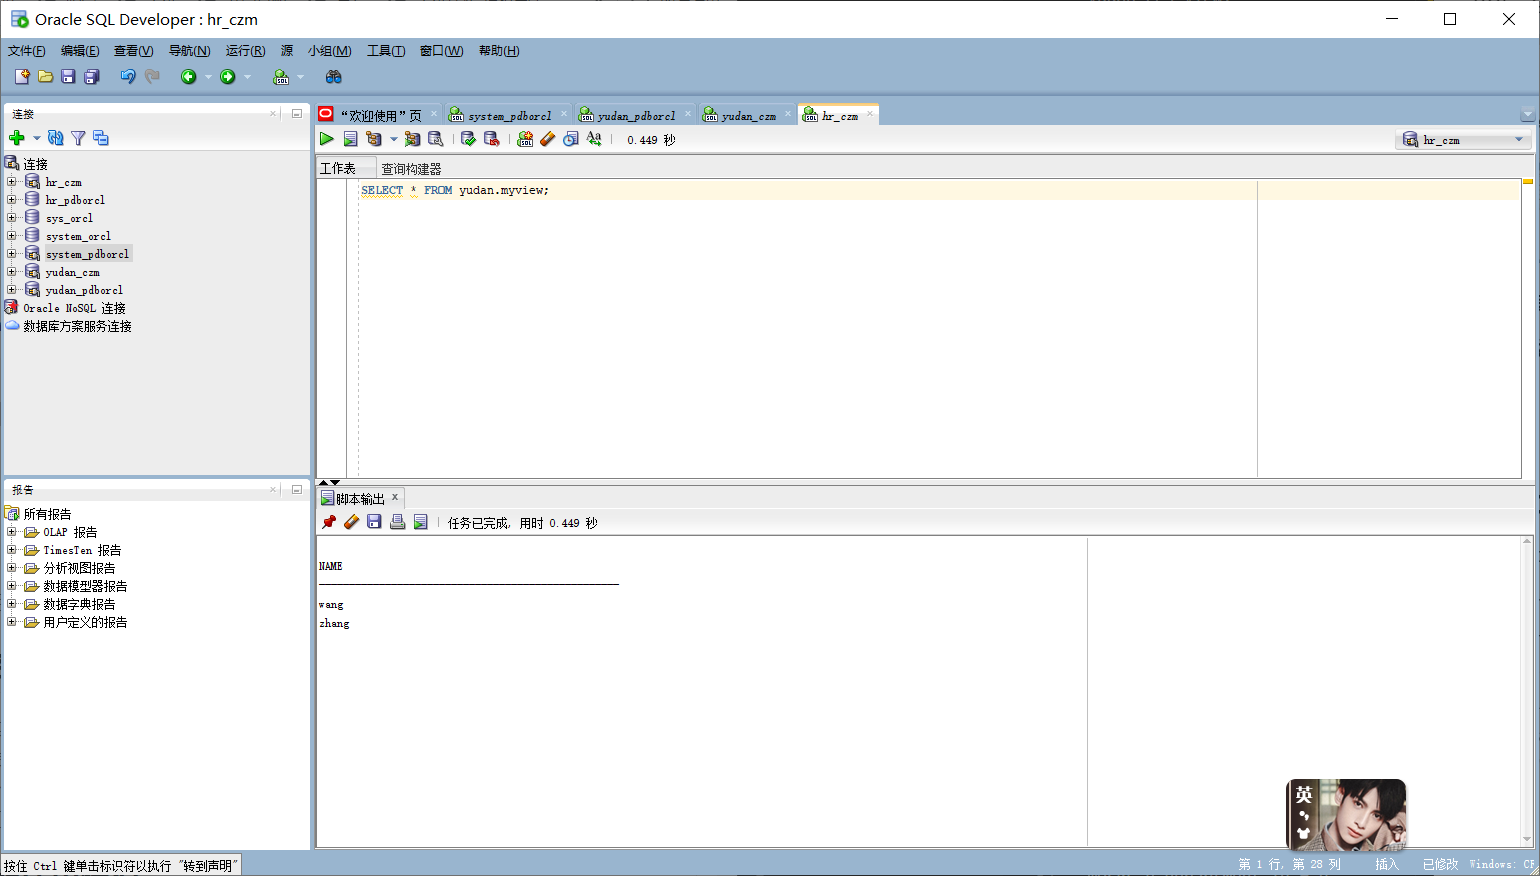 Oracle SQL Developer : hr_czm
文件(F) 编辑(E) 查看(V) 导航(N) 运行(R) 源 小组(M) 工具(T) 窗口(W) 帮助(H)
连接
连接
hr_czm
hr_pdborcl
sys_orcl
system_orcl
system_pdborcl
yudan_czm
yudan_pdborcl
Oracle NoSQL 连接
数据库方案服务连接
报告
所有报告
OLAP 报告
TimesTen 报告
分析视图报告
数据模型器报告
数据字典报告
用户定义的报告
“欢迎使用”页 system_pdborcl yudan_pdborcl yudan_czm hr_czm
0.449 秒 hr_czm
工作表 查询构建器
SELECT * FROM yudan.myview;
脚本输出
任务已完成, 用时 0.449 秒
NAME
--------------------------------------------------
wang
zhang
英
按住 Ctrl 键单击标识符以执行 "转到声明" 第 1 行, 第 28 列 插入 已修改 Windows: CF